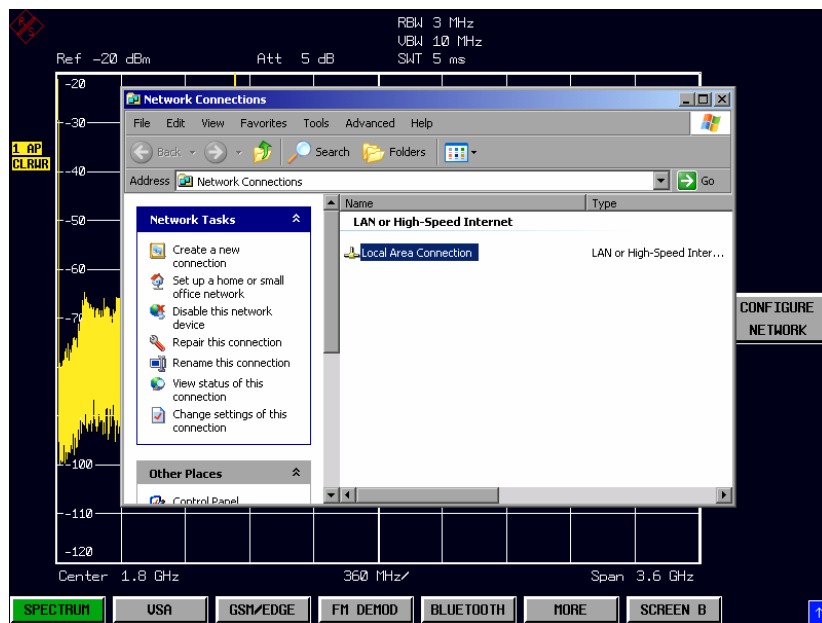 RBW 3 MHz
VBW 10 MHz
Ref -20 dBm Att 5 dB SWT 5 ms
-20
Network Connections
File Edit View Favorites Tools Advanced Help
-30
1 AP
CLRWR
Back Search Folders
-40
Address Network Connections Go
Name Type
Network Tasks
LAN or High-Speed Internet
-50
Create a new
connection
Local Area Connection LAN or High-Speed Inter...
-60
Set up a home or small
office network
Disable this network
device
CONFIGURE
NETWORK
Repair this connection
Rename this connection
View status of this
connection
Change settings of this
connection
-100
Other Places
Control Panel
-110
-120
Center 1.8 GHz 360 MHz/ Span 3.6 GHz
SPECTRUM VSA GSM/EDGE FM DEMOD BLUETOOTH MORE SCREEN B